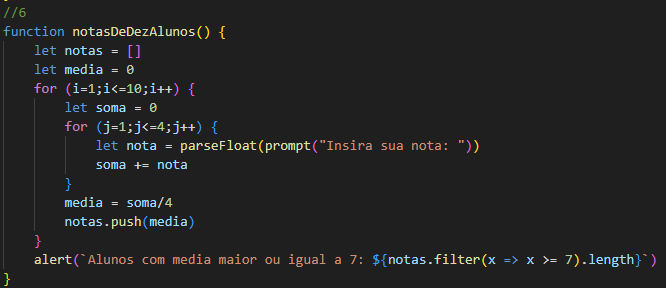 //6
function notasDeDezAlunos() {
    let notas = []
    let media = 0
    for (i=1;i<=10;i++) {
        let soma = 0
        for (j=1;j<=4;j++) {
            let nota = parseFloat(prompt("Insira sua nota: "))
            soma += nota
        }
        media = soma/4
        notas.push(media)
    }
    alert(`Alunos com media maior ou igual a 7: ${notas.filter(x => x >= 7).length}`)
}